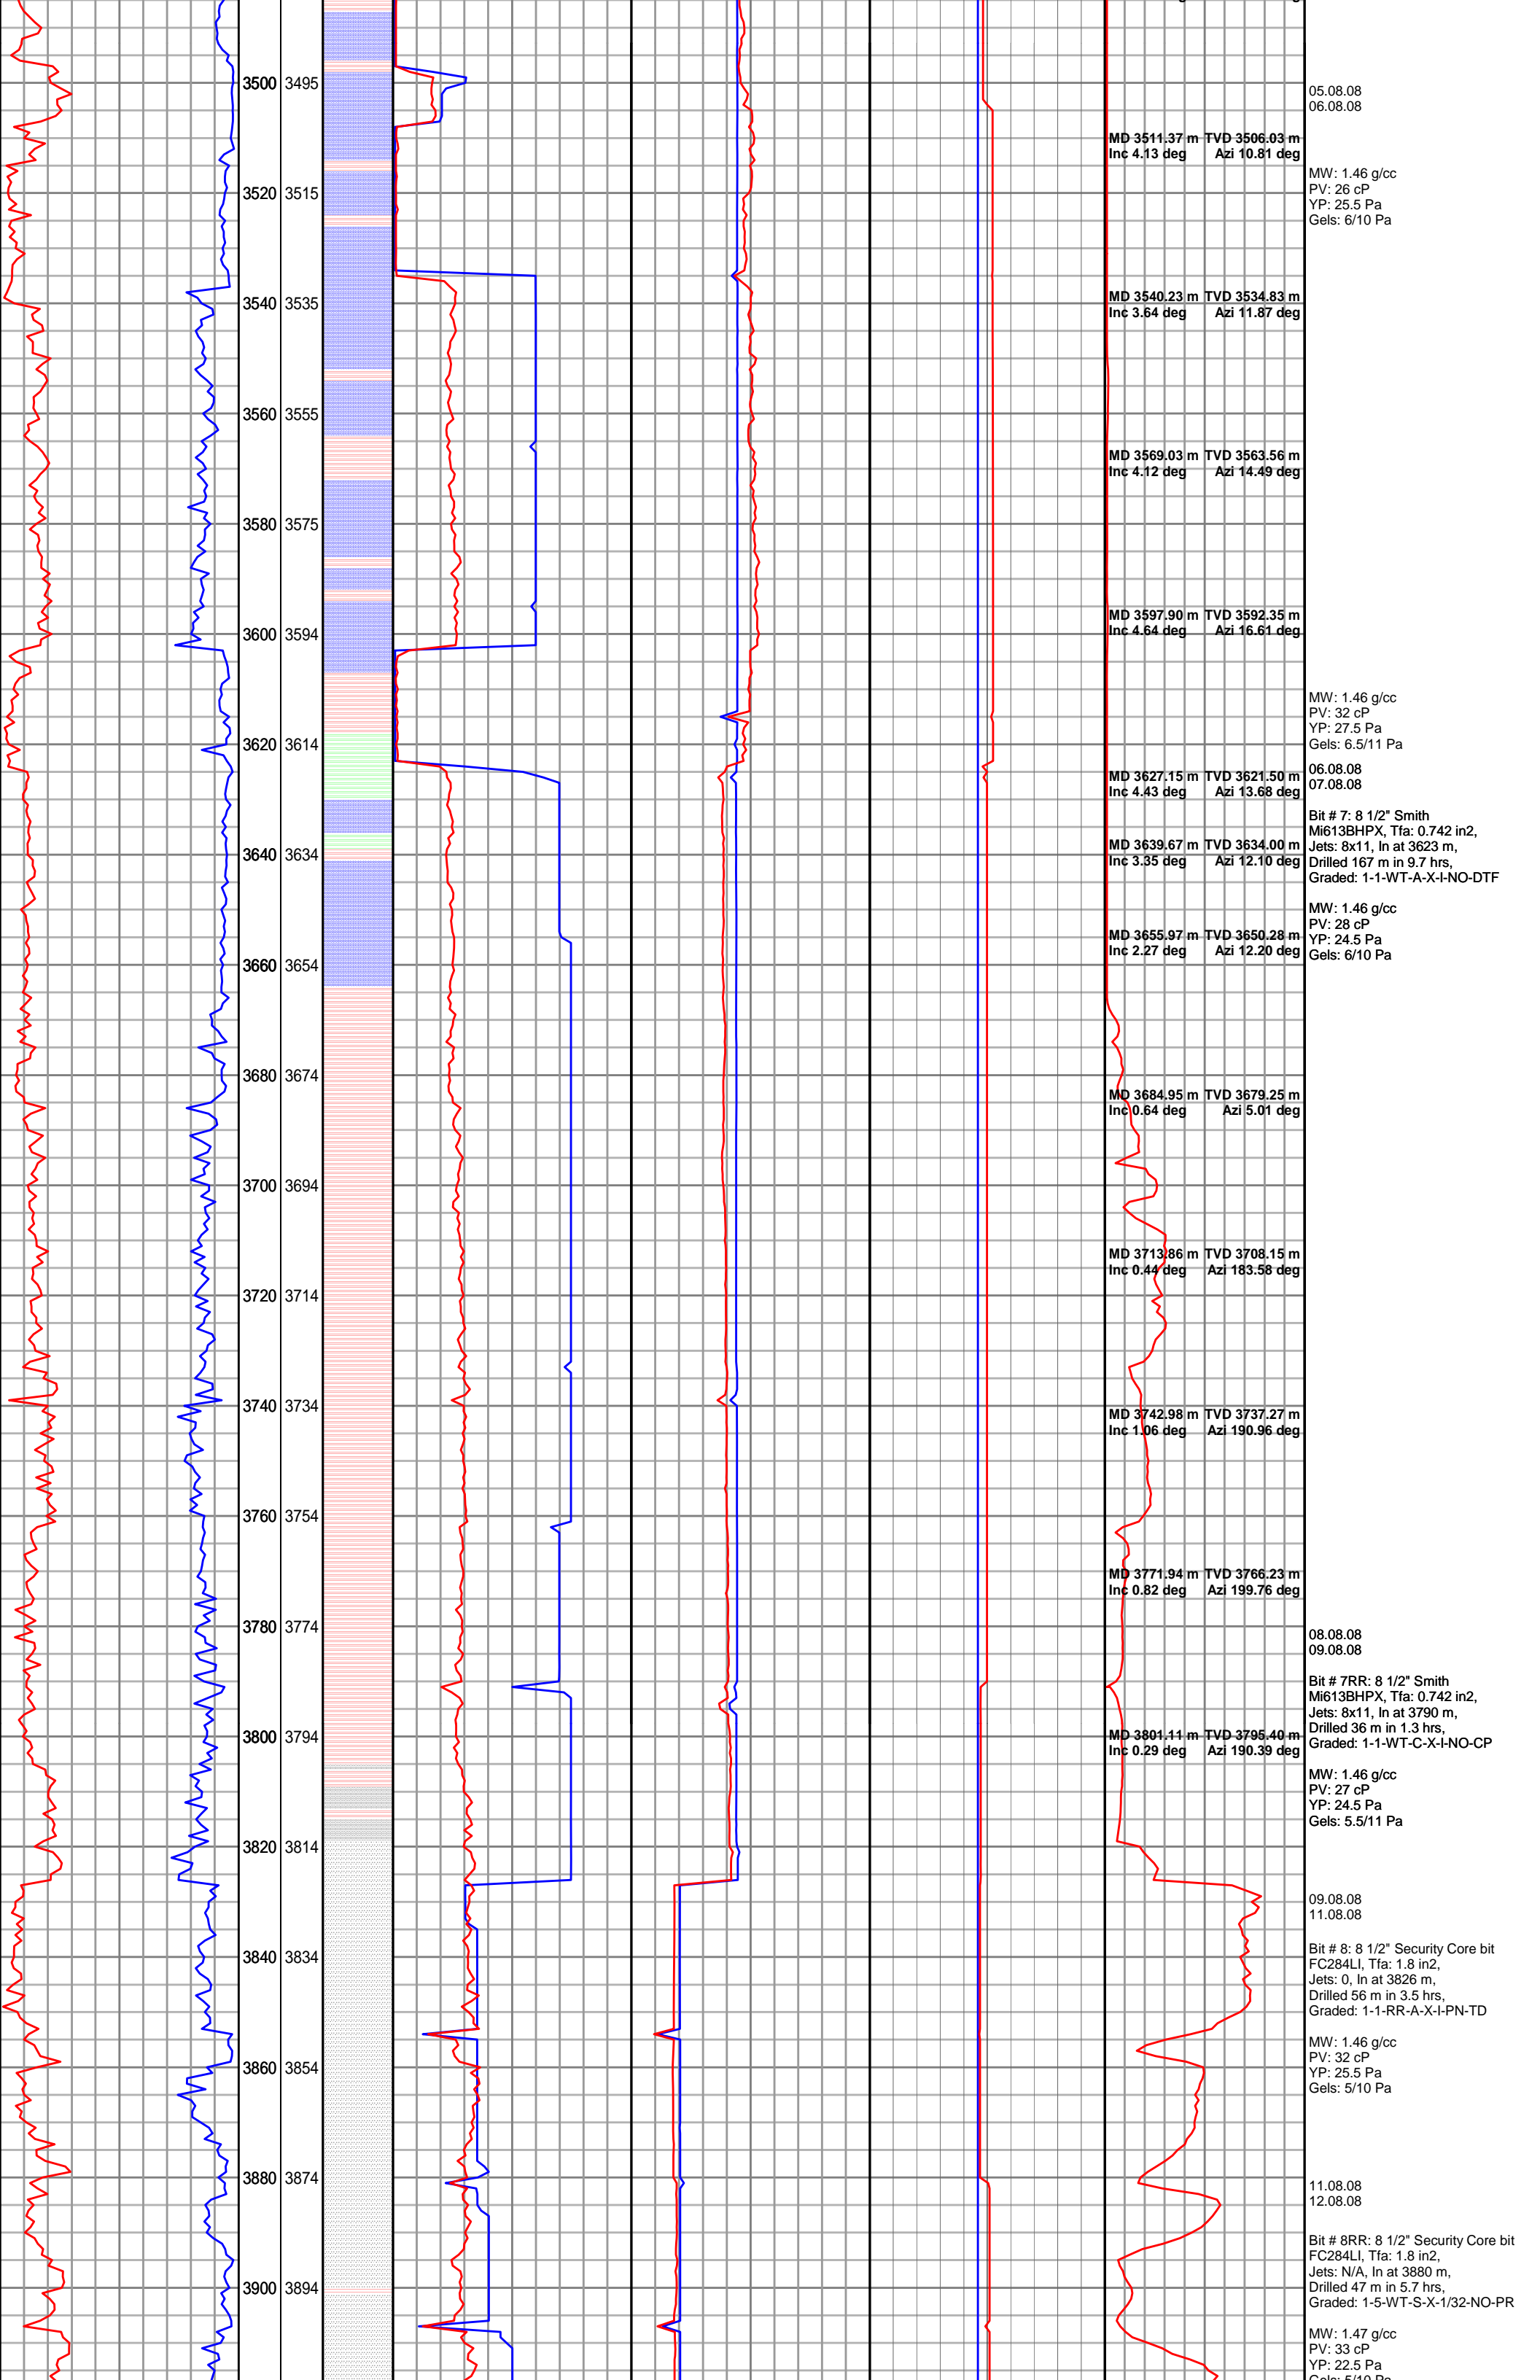 3500 3495
05.08.08
06.08.08
MD 3511.37 m TVD 3506.03 m
Inc 4.13 deg Azi 10.81 deg
MW: 1.46 g/cc
PV: 26 cP
YP: 25.5 Pa
Gels: 6/10 Pa
3520 3515
3540 3535
MD 3540.23 m TVD 3534.83 m
Inc 3.64 deg Azi 11.87 deg
3560 3555
MD 3569.03 m TVD 3563.56 m
Inc 4.12 deg Azi 14.49 deg
3580 3575
3600 3594
MD 3597.90 m TVD 3592.35 m
Inc 4.64 deg Azi 16.61 deg
MW: 1.46 g/cc
PV: 32 cP
YP: 27.5 Pa
Gels: 6.5/11 Pa
3620 3614
06.08.08
07.08.08
MD 3627.15 m TVD 3621.50 m
Inc 4.43 deg Azi 13.68 deg
Bit # 7: 8 1/2" Smith
Mi613BHPX, Tfa: 0.742 in2,
Jets: 8x11, In at 3623 m,
Drilled 167 m in 9.7 hrs,
Graded: 1-1-WT-A-X-I-NO-DTF
3640 3634
MD 3639.67 m TVD 3634.00 m
Inc 3.35 deg Azi 12.10 deg
MW: 1.46 g/cc
PV: 28 cP
YP: 24.5 Pa
Gels: 6/10 Pa
MD 3655.97 m TVD 3650.28 m
Inc 2.27 deg Azi 12.20 deg
3660 3654
3680 3674
MD 3684.95 m TVD 3679.25 m
Inc 0.64 deg Azi 5.01 deg
3700 3694
MD 3713.86 m TVD 3708.15 m
Inc 0.44 deg Azi 183.58 deg
3720 3714
3740 3734
MD 3742.98 m TVD 3737.27 m
Inc 1.06 deg Azi 190.96 deg
3760 3754
MD 3771.94 m TVD 3766.23 m
Inc 0.82 deg Azi 199.76 deg
3780 3774
08.08.08
09.08.08
Bit # 7RR: 8 1/2" Smith
Mi613BHPX, Tfa: 0.742 in2,
Jets: 8x11, In at 3790 m,
Drilled 36 m in 1.3 hrs,
Graded: 1-1-WT-C-X-I-NO-CP
3800 3794
MD 3801.11 m TVD 3795.40 m
Inc 0.29 deg Azi 190.39 deg
MW: 1.46 g/cc
PV: 27 cP
YP: 24.5 Pa
Gels: 5.5/11 Pa
3820 3814
09.08.08
11.08.08
3840 3834
Bit # 8: 8 1/2" Security Core bit
FC284LI, Tfa: 1.8 in2,
Jets: 0, In at 3826 m,
Drilled 56 m in 3.5 hrs,
Graded: 1-1-RR-A-X-I-PN-TD
MW: 1.46 g/cc
PV: 32 cP
YP: 25.5 Pa
Gels: 5/10 Pa
3860 3854
3880 3874
11.08.08
12.08.08
Bit # 8RR: 8 1/2" Security Core bit
FC284LI, Tfa: 1.8 in2,
Jets: N/A, In at 3880 m,
Drilled 47 m in 5.7 hrs,
Graded: 1-5-WT-S-X-1/32-NO-PR
3900 3894
MW: 1.47 g/cc
PV: 33 cP
YP: 22.5 Pa
Gels: 5/10 Pa